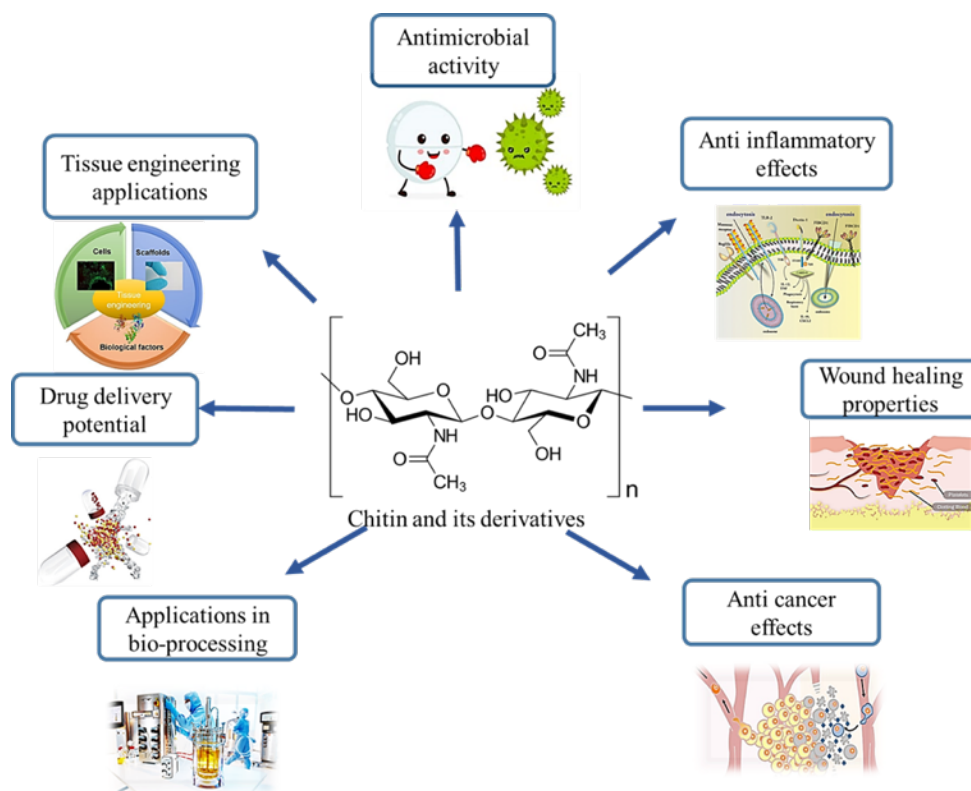 Antimicrobial
activity
Tissue engineering
applications
Anti inflammatory
effects
Cells
Scaffolds
Tissue
engineering
Biological factors
endocytosis
endocytosis
Drug delivery
potential
Wound healing
properties
CH3
O
NH
OH
O
HO
O
O
HO
NH
O
O
O
OH
CH3
n
Chitin and its derivatives
Applications in
bio-processing
Anti cancer
effects